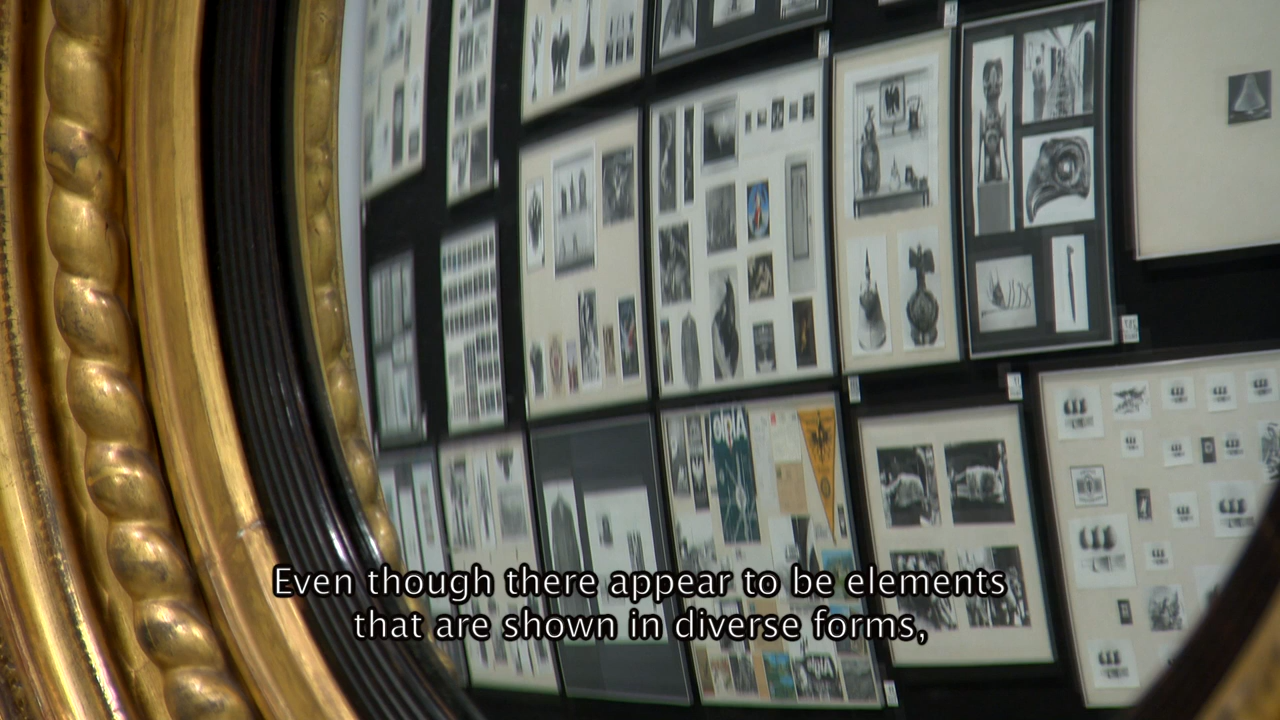 Even though there appear to be elements
that are shown in diverse forms,